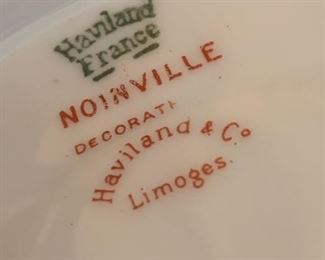 Haviland
France
NOINVILLE
DECORATI
Haviland & Co
Limoges.